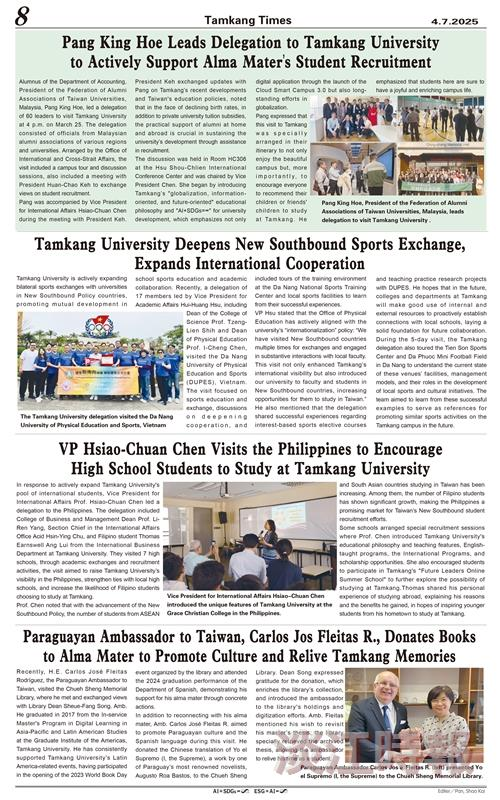 8
Tamkang Times
4.7.2025
Pang King Hoe Leads Delegation to Tamkang University
to Actively Support Alma Mater's Student Recruitment
Alumnus of the Department of Accounting,
President of the Federation of Alumni
Associations of Taiwan Universities,
Malaysia, Pang King Hoe, led a delegation
of 60 leaders to visit Tamkang University
at 4 p.m. on March 25. The delegation
consisted of officials from Malaysian
alumni associations of various regions
and universities. Arranged by the Office of
International and Cross-Strait Affairs, the
visit included a campus tour and discussion
sessions, also included a meeting with
President Huan-Chao Keh to exchange
views on student recruitment.
Pang was accompanied by Vice President
for International Affairs Hsiao-Chuan Chen
during the meeting with President Keh.
President Keh exchanged updates with
Pang on Tamkang's recent developments
and Taiwan's education policies, noted
that in the face of declining birth rates, in
addition to private university tuition subsidies,
the practical support of alumni at home
and abroad is crucial in sustaining the
university's development through assistance
in recruitment.
The discussion was held in Room HC306
at the Hsu Shou-Chlien International
Conference Center and was chaired by Vice
President Chen. She began by introducing
Tamkang's "globalization, information-
oriented, and future-oriented" educational
philosophy and "AI+SDGs=∞" for university
development, which emphasizes not only
digital application through the launch of the
Cloud Smart Campus 3.0 but also long-
standing efforts in
globalization.
Pang expressed that
this visit to Tamkang
was specially
arranged in their
itinerary to not only
enjoy the beautiful
campus but, more
importantly, to
encourage everyone
to recommend their
children or friends'
children to study
at Tamkang. He
emphasized that students here are sure to
have a joyful and enriching campus life.
Pang King Hoe, President of the Federation of Alumni
Associations of Taiwan Universities, Malaysia, leads
delegation to visit Tamkang University .
Tamkang University Deepens New Southbound Sports Exchange,
Expands International Cooperation
Tamkang University is actively expanding
bilateral sports exchanges with universities
in New Southbound Policy countries,
promoting mutual development in
school sports education and academic
collaboration. Recently, a delegation of
17 members led by Vice President for
Academic Affairs Hui-Huang Hsu, including
Dean of the College of
Science Prof. Tzeng-
Lien Shih and Dean
of Physical Education
Prof. I-Cheng Chen,
visited the Da Nang
University of Physical
Education and Sports
(DUPES), Vietnam.
The visit focused on
sports education and
exchange, discussions
on deepening
cooperation, and
The Tamkang University delegation visited the Da Nang
University of Physical Education and Sports, Vietnam
included tours of the training environment
at the Da Nang National Sports Training
Center and local sports facilities to learn
from their successful experiences.
VP Hsu stated that the Office of Physical
Education has actively aligned with the
university's "internationalization" policy: "We
have visited New Southbound countries
multiple times for exchanges and engaged
in substantive interactions with local faculty.
This visit not only enhanced Tamkang's
international visibility but also introduced
our university to faculty and students in
New Southbound countries, increasing
opportunities for them to study in Taiwan."
He also mentioned that the delegation
shared successful experiences regarding
interest-based sports elective courses
and teaching practice research projects
with DUPES. He hopes that in the future,
colleges and departments at Tamkang
will make good use of internal and
external resources to proactively establish
connections with local schools, laying a
solid foundation for future collaboration.
During the 5-day visit, the Tamkang
delegation also toured the Tien Son Sports
Center and Da Phuoc Mini Football Field
in Da Nang to understand the current state
of these venues' facilities, management
models, and their roles in the development
of local sports and cultural initiatives. The
team aimed to learn from these successful
examples to serve as references for
promoting similar sports activities on the
Tamkang campus in the future.
VP Hsiao-Chuan Chen Visits the Philippines to Encourage
High School Students to Study at Tamkang University
In response to actively expand Tamkang University's
pool of international students, Vice President for
International Affairs Prof. Hsiao-Chuan Chen led a
delegation to the Philippines. The delegation included
College of Business and Management Dean Prof. Li-
Ren Yang, Section Chief in the International Affairs
Office Acid Hsin-Ying Chu, and Filipino student Thomas
Earnswell Ang Lui from the International Business
Department at Tamkang University. They visited 7 high
schools, through academic exchanges and recruitment
activities, the visit aimed to raise Tamkang University's
visibility in the Philippines, strengthen ties with local high
schools, and increase the likelihood of Filipino students
choosing to study at Tamkang.
Prof. Chen noted that with the advancement of the New
Southbound Policy, the number of students from ASEAN
Vice President for International Affairs Hsiao-Chuan Chen
introduced the unique features of Tamkang University at the
Grace Christian College in the Philippines.
and South Asian countries studying in Taiwan has been
increasing. Among them, the number of Filipino students
has shown significant growth, making the Philippines a
promising market for Taiwan's New Southbound student
recruitment efforts.
Some schools arranged special recruitment sessions
where Prof. Chen introduced Tamkang University's
educational philosophy and teaching features, English-
taught programs, the International Programs, and
scholarship opportunities. She also encouraged students
to participate in Tamkang's "Future Leaders Online
Summer School" to further explore the possibility of
studying at Tamkang.Thomas shared his personal
experience of studying abroad, explaining his reasons
and the benefits he gained, in hopes of inspiring younger
students from his hometown to study at Tamkang.
Paraguayan Ambassador to Taiwan, Carlos Jos Fleitas R., Donates Books
to Alma Mater to Promote Culture and Relive Tamkang Memories
Recently, H.E. Carlos José Fleitas
Rodríguez, the Paraguayan Ambassador to
Taiwan, visited the Chueh Sheng Memorial
Library, where he met and exchanged views
with Library Dean Sheue-Fang Song. Amb.
He graduated in 2017 from the In-service
Master's Program in Digital Learning in
Asia-Pacific and Latin American Studies
at the Graduate Institute of the Americas,
Tamkang University. He has consistently
supported Tamkang University's Latin
America-related events, having participated
in the opening of the 2023 World Book Day
event organized by the library and attended
the 2024 graduation performance of the
Department of Spanish, demonstrating his
support for his alma mater through concrete
actions.
In addition to reconnecting with his alma
mater, Amb. Carlos José Fleitas R. aimed
to promote Paraguayan culture and the
Spanish language during this visit. He
donated the Chinese translation of Yo el
Supremo (I, the Supreme), a work by one
of Paraguay's most renowned novelists,
Augusto Roa Bastos, to the Chueh Sheng
Library. Dean Song expressed
gratitude for the donation, which
enriches the library's collection,
and introduced the ambassador
to the library's holdings and
digitization efforts. Amb. Fleitas
mentioned his wish to revisit
his master's
specially retrieved the archived
thesis,
to relive
Paraguayan Ambassador Carlos José Fleitas R. (left) presented Yo
el Supremo (I, the Supreme) to the Chueh Sheng Memorial Library.
AI+SDGs=∞ ESG+AI=∞
Editor／Pan, Shao Kai